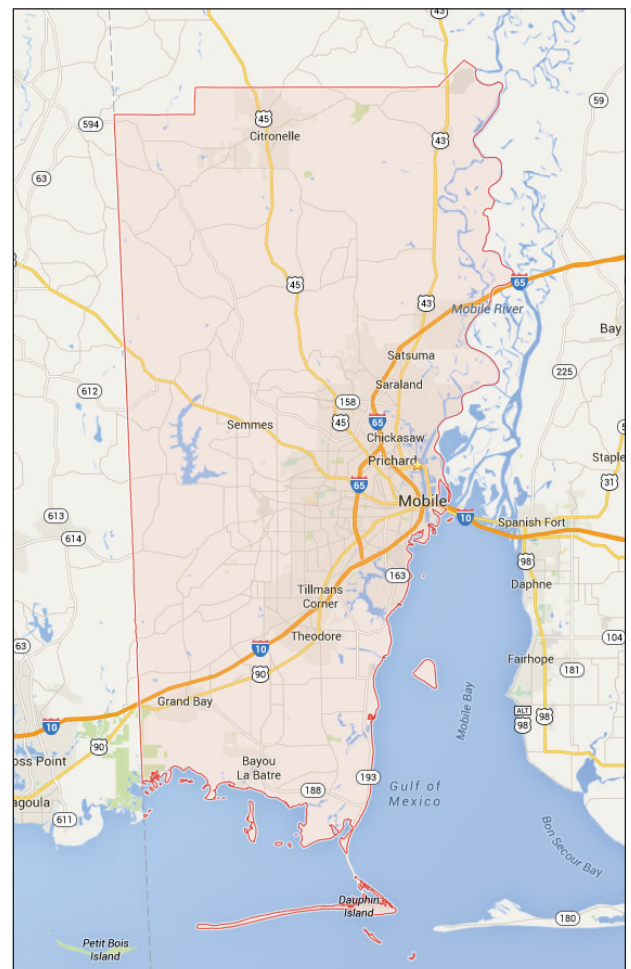 59
594
45
Citronelle
43
63
45
65
43
Mobile River
Bay
Satsuma
225
Saraland
612
158
45
65
Semmes
Chickasaw
5
Prichard
Staple
65
31
Mobile
10
Spanish Fort
613
614
98
163
Daphne
Tillmans
Corner
104
63
Theodore
10
Fairhope
181
90
Grand Bay
Mobile Bay
ALT
98
98
10
90
oss Point
Bayou
La Batre
193
188
Gulf of
Mexico
agoula
611
Bon Secour Bay
Dauphin
Island
180
Petit Bois
Island